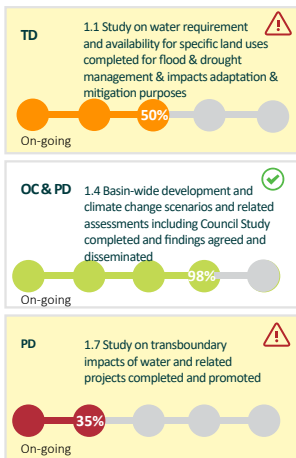 TD
1.1 Study on water requirement
and availability for specific land uses
completed for flood & drought
management & impacts adaptation &
mitigation purposes
50%
On-going
OC & PD
1.4 Basin-wide development and
climate change scenarios and related
assessments including Council Study
completed and findings agreed and
disseminated
98%
On-going
PD
1.7 Study on transboundary
impacts of water and related
projects completed and promoted
35%
On-going